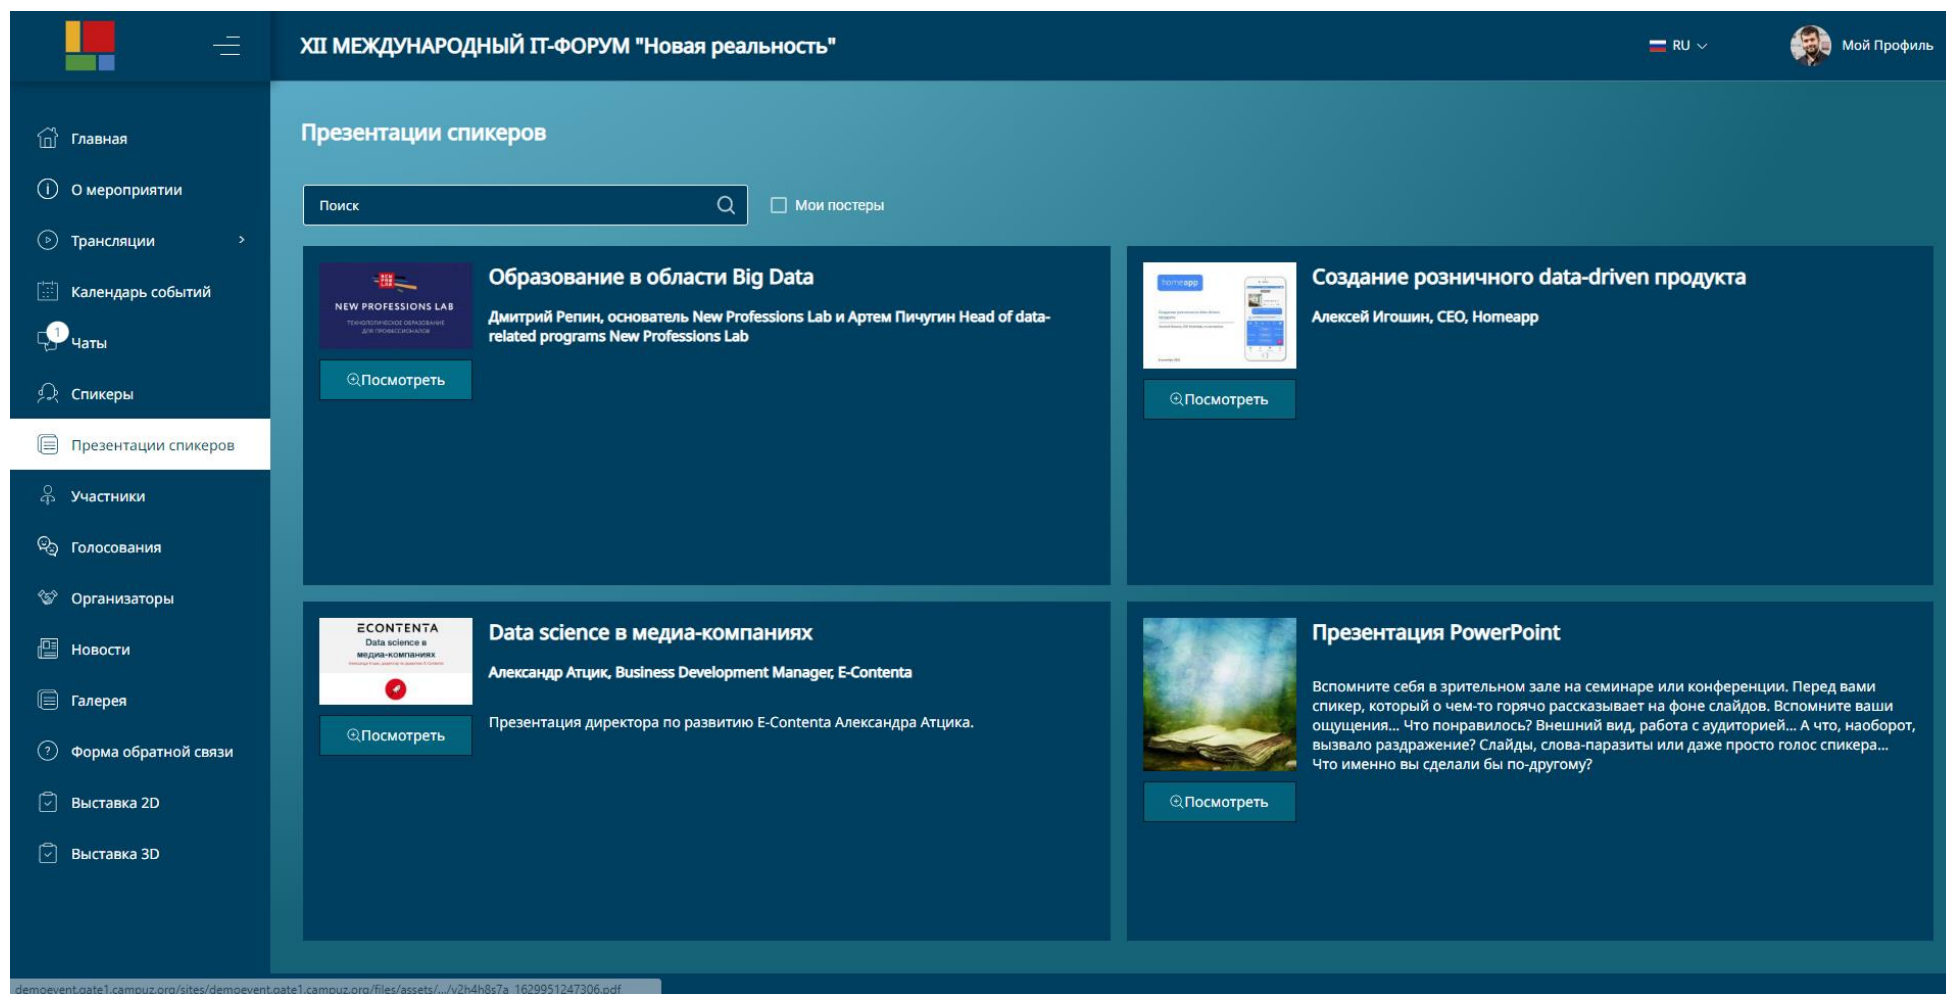 XII МЕЖДУНАРОДНЫЙ IT-ФОРУМ "Новая реальность"
RU
Мой Профиль
Главная
О мероприятии
Трансляции
Календарь событий
1
Чаты
Спикеры
Презентации спикеров
Участники
Голосования
Организаторы
Новости
Галерея
Форма обратной связи
Выставка 2D
Выставка 3D
Презентации спикеров
Поиск
Мои постеры
NEW PROFESSIONS LAB
ТЕХНОЛОГИЧЕСКОЕ ОБРАЗОВАНИЕ
ДЛЯ ПРОФЕССИОНАЛОВ
Посмотреть
Образование в области Big Data
Дмитрий Репин, основатель New Professions Lab и Артем Пичугин Head of data-
related programs New Professions Lab
homeapp
Посмотреть
Создание розничного data-driven продукта
Алексей Игошин, CEO, Homeapp
ECONTENTA
Data science в
медиа-компаниях
Посмотреть
Data science в медиа-компаниях
Александр Атцик, Business Development Manager, E-Contenta
Презентация директора по развитию E-Contenta Александра Атцика.
Посмотреть
Презентация PowerPoint
Вспомните себя в зрительном зале на семинаре или конференции. Перед вами
спикер, который о чем-то горячо рассказывает на фоне слайдов. Вспомните ваши
ощущения... Что понравилось? Внешний вид, работа с аудиторией... А что, наоборот,
вызвало раздражение? Слайды, слова-паразиты или даже просто голос спикера...
Что именно вы сделали бы по-другому?
demoevent.gate1.campuz.org/sites/demoevent.gate1.campuz.org/files/assets/.../v2h4h8s7a_1629951247306.pdf